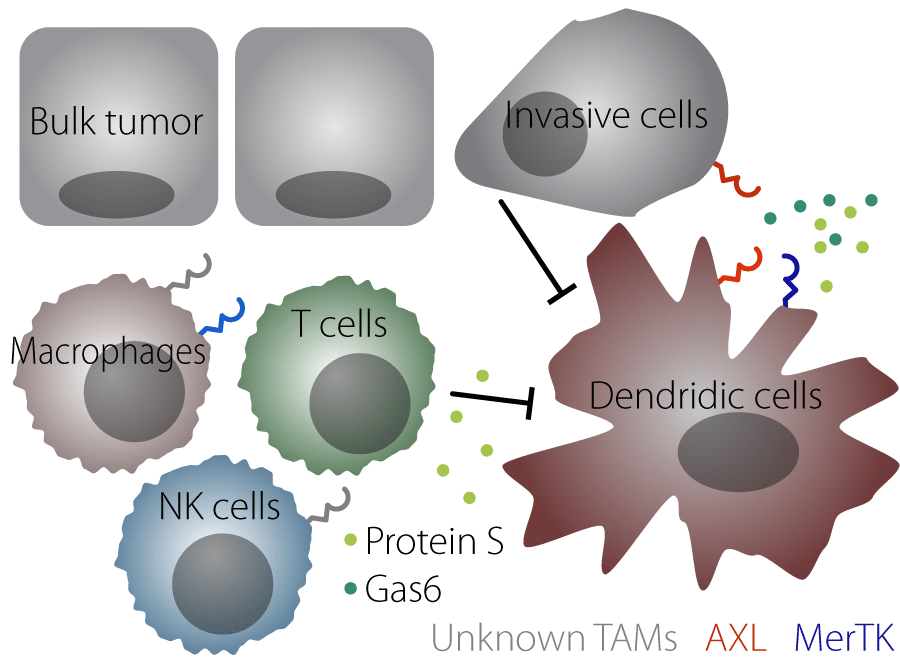 Bulk tumor
Invasive cells
T cells
Macrophages
Dendridic cells
NK cells
Protein S
Gas6
Unknown TAMs AXL MerTK